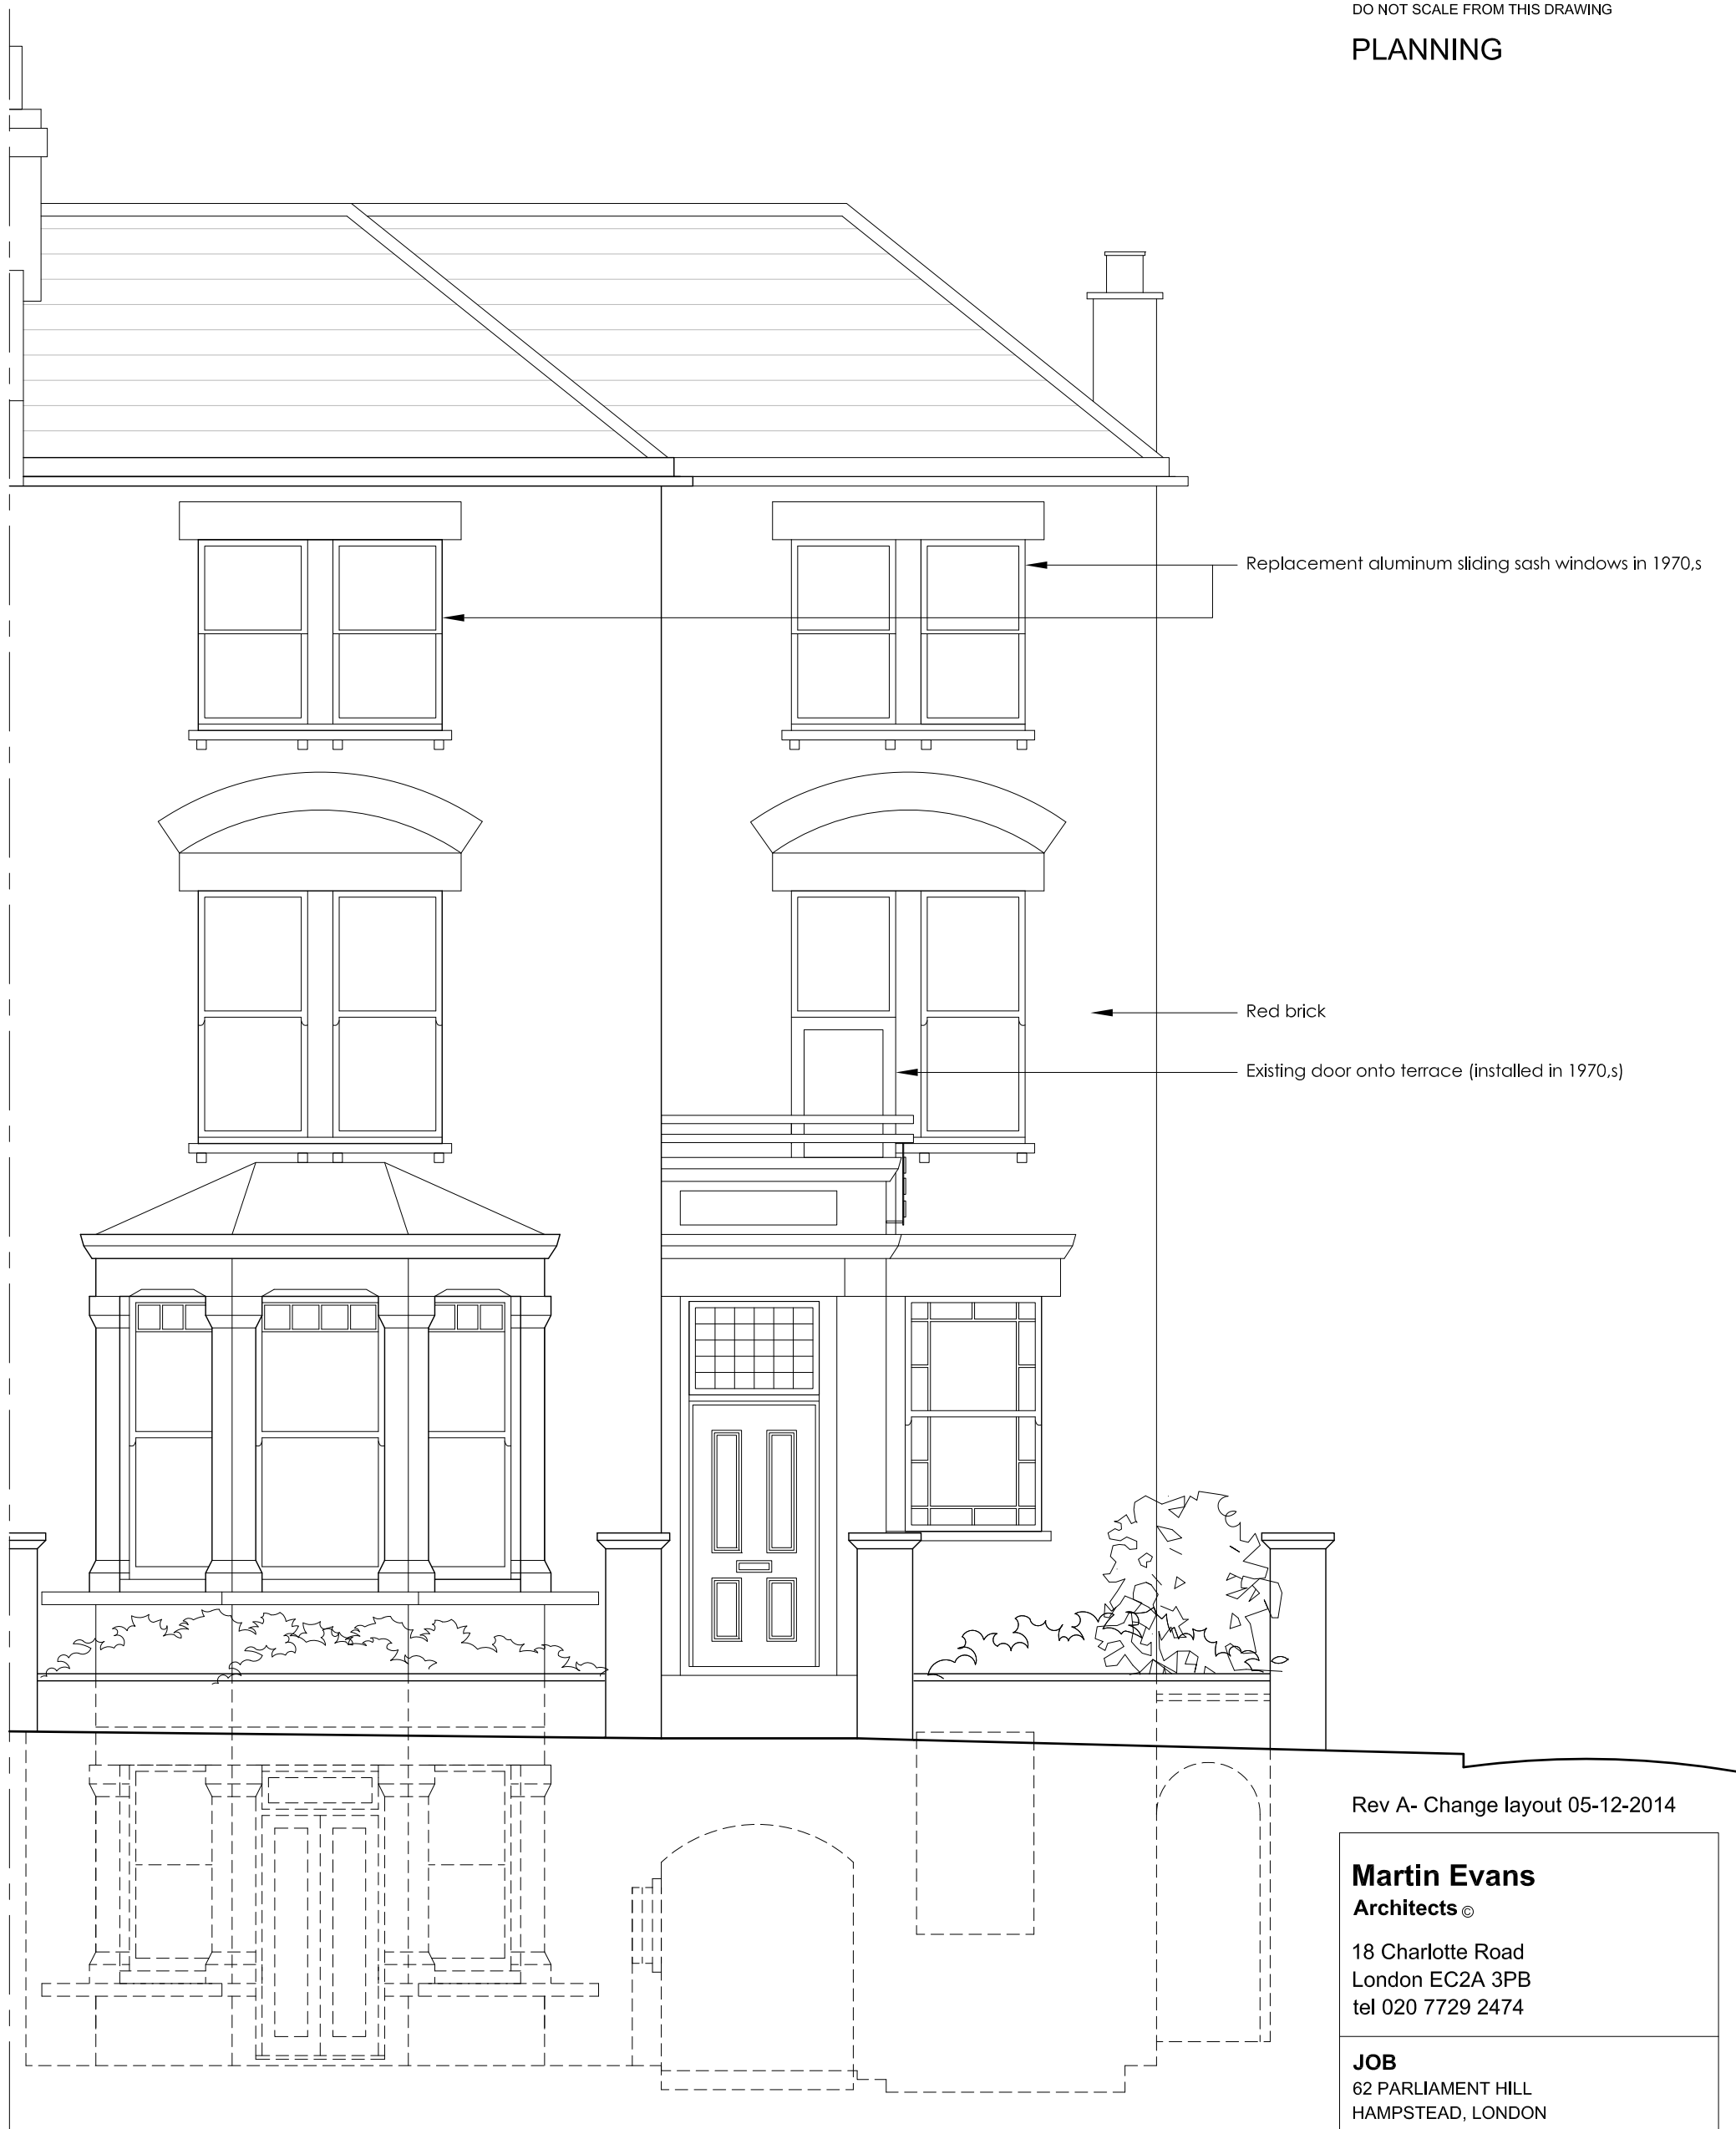 DO NOT SCALE FROM THIS DRAWING
PLANNING
Replacement aluminum sliding sash windows in 1970,s
Red brick
Existing door onto terrace (installed in 1970,s)
Rev A- Change layout 05-12-2014
Martin Evans
Architects ©
18 Charlotte Road
London EC2A 3PB
tel 020 7729 2474
JOB
62 PARLIAMENT HILL
HAMPSTEAD, LONDON